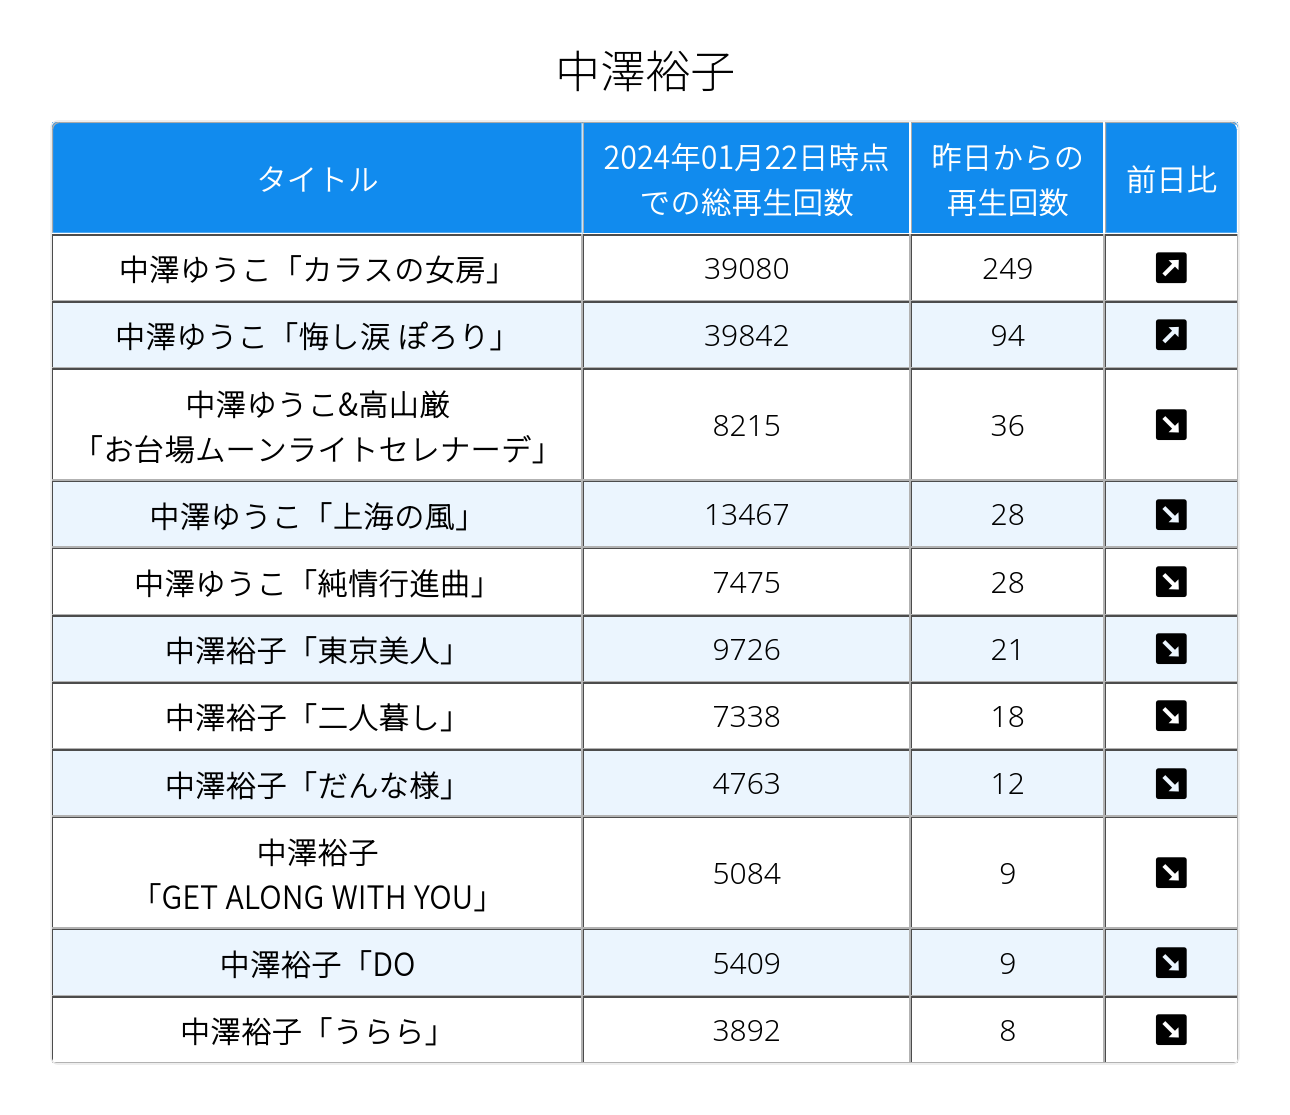 中澤裕子
タイトル
2024年01月22日時点
での総再生回数
昨日からの
再生回数
前日比
中澤ゆうこ「カラスの女房」
39080
249
中澤ゆうこ「悔し涙 ぽろり」
39842
94
中澤ゆうこ&高山厳
「お台場ムーンライトセレナーデ」
8215
36
中澤ゆうこ「上海の風」
13467
28
中澤ゆうこ「純情行進曲」
7475
28
中澤裕子「東京美人」
9726
21
中澤裕子「二人暮し」
7338
18
中澤裕子「だんな様」
4763
12
中澤裕子
「GET ALONG WITH YOU」
5084
9
中澤裕子「DO
5409
9
中澤裕子「うらら」
3892
8